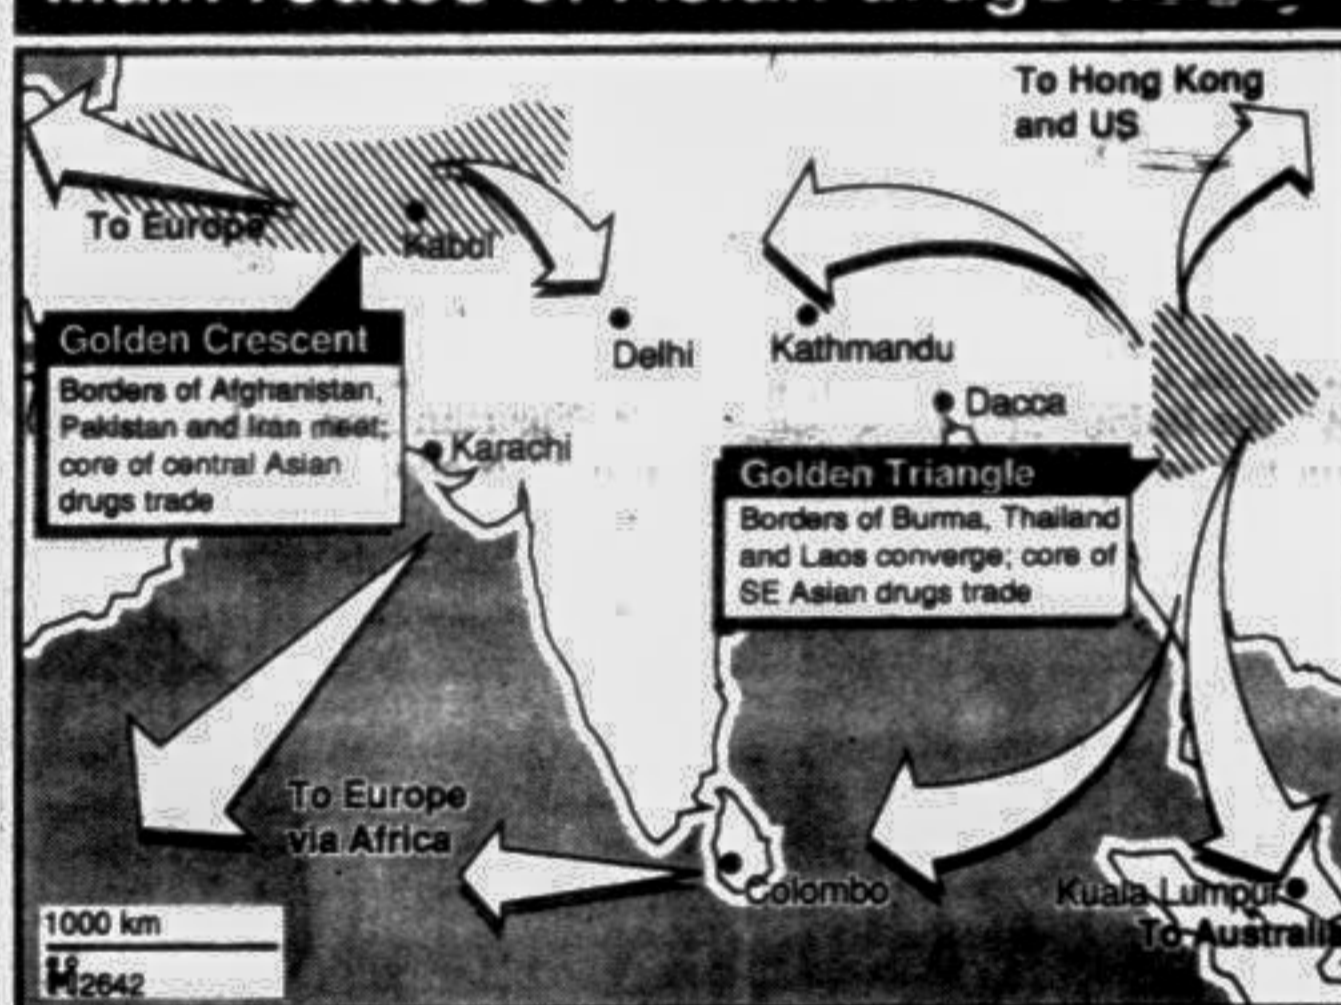 To Hong Kong
and US
To Europe
Kabol
Golden Crescent
Borders of Afghanistan,
Pakistan and Iran meet;
core of central Asian
drugs trade
Delhi
Kathmandu
Dacca
Karachi
Golden Triangle
Borders of Burma, Thailand
and Laos converge; core of
SE Asian drugs trade
To Europe
via Africa
Colombo
Kuala Lumpur
To Australi
1000 km
2642